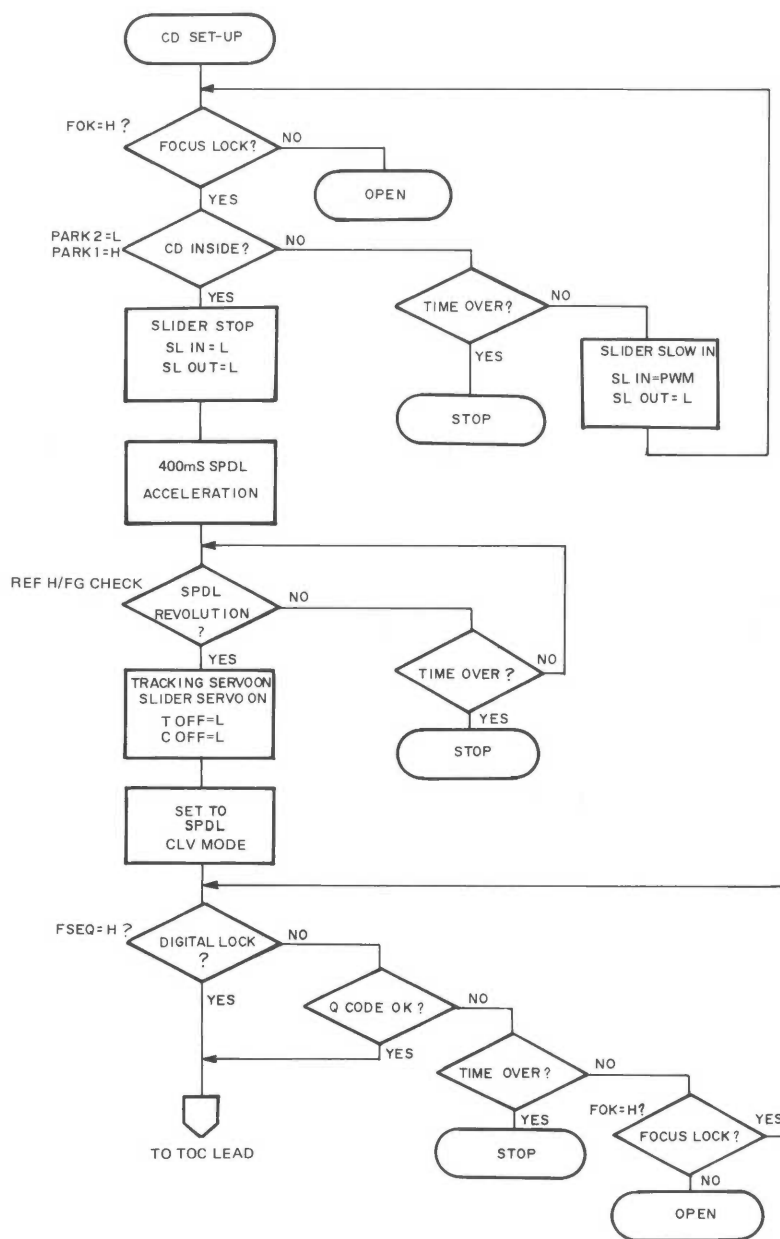 CD SET-UP
FOK=H ?
FOCUS LOCK?
NO
OPEN
YES
PARK2=L
PARK1=H
CD INSIDE?
NO
YES
TIME OVER?
NO
YES
STOP
SLIDER SLOW IN
SL IN=PWM
SL OUT=L
SLIDER STOP
SL IN=L
SL OUT=L
400mS SPDL
ACCELERATION
REF H/FG CHECK
SPDL
REVOLUTION
?
NO
YES
TIME OVER?
NO
YES
STOP
TRACKING SERVOON
SLIDER SERVO ON
T OFF=L
C OFF=L
SET TO
SPDL
CLV MODE
FSEQ=H ?
DIGITAL LOCK
?
NO
YES
Q CODE OK?
NO
YES
TIME OVER?
NO
YES
STOP
FOK=H?
FOCUS LOCK?
YES
NO
OPEN
TO TOC LEAD